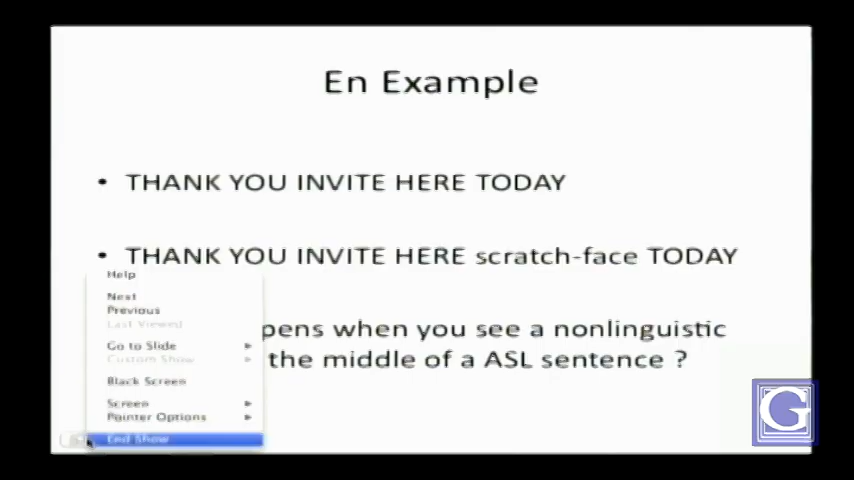 En Example
• THANK YOU INVITE HERE TODAY
• THANK YOU INVITE HERE scratch-face TODAY
pens when you see a nonlinguistic
the middle of a ASL sentence ?
Help
Next
Previous
Last Viewed
Go to Slide
Custom Show
Black Screen
Screen
Pointer Options
End Show
G